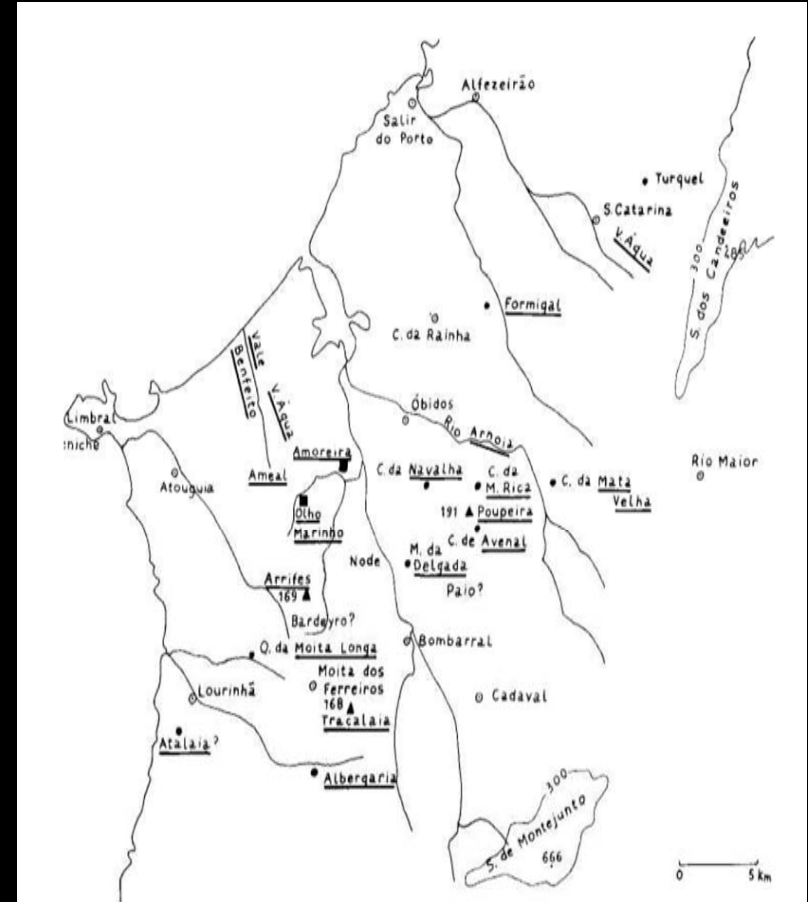 Alfezeirão
Salir
do Porto
Turquel
S. Catarina
V. Água
S. dos Candeeiros
300
285
Formigal
C. da Rainha
Vale
Benfeito
V. Água
Limbral
eniche
Óbidos
Rio Arnoia
Amoreira
Ameal
Atouguia
C. da Navalha
C. da
M. Rica
C. da Mata
Velha
Rio Maior
Olho
Marinho
191
Poupeira
C. de Avenal
Node
M. da
Delgada
Paio?
Arrifes
169
Bardeyro?
Q. da Moita Longa
Bombarral
Moita dos
Ferreiros
168
Tracalaia
Lourinhã
Cadaval
Atalaia?
Albergaria
300
S. de Montejunto
666
0 5 km